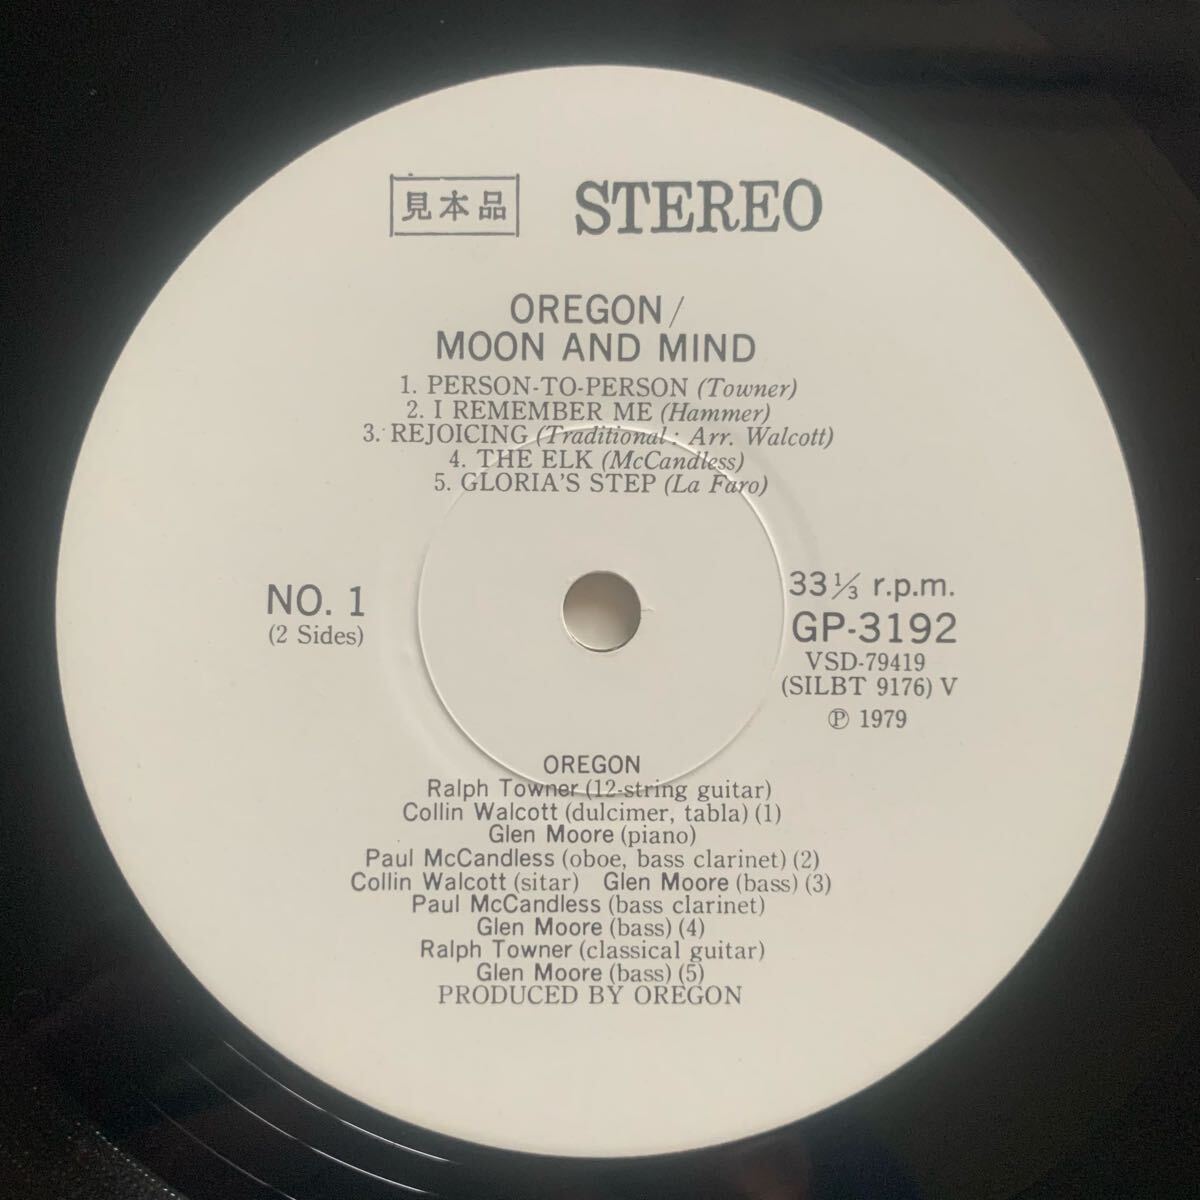 見本品 STEREO
OREGON/
MOON AND MIND
1. PERSON-TO-PERSON (Towner)
2. I REMEMBER ME (Hammer)
3. REJOICING (Traditional: Arr. Walcott)
4. THE ELK (McCandless)
5. GLORIA'S STEP (La Faro)
NO. 1
(2 Sides)
33 1/3 r.p.m.
GP-3192
VSD-79419
(SILBT 9176) V
℗ 1979
OREGON
Ralph Towner (12-string guitar)
Collin Walcott (dulcimer, tabla) (1)
Glen Moore (piano)
Paul McCandless (oboe, bass clarinet) (2)
Collin Walcott (sitar) Glen Moore (bass) (3)
Paul McCandless (bass clarinet)
Glen Moore (bass) (4)
Ralph Towner (classical guitar)
Glen Moore (bass) (5)
PRODUCED BY OREGON